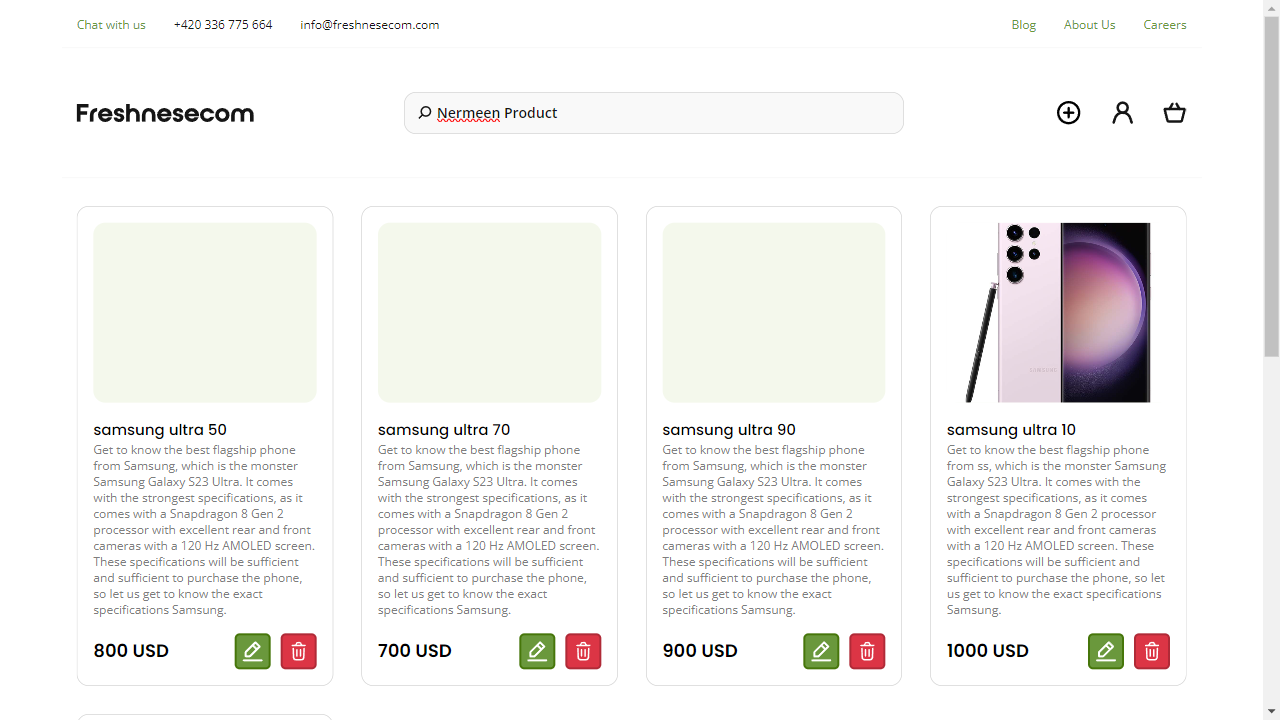 Chat with us +420 336 775 664 info@freshnesecom.com Blog About Us Careers
Freshnesecom
Nermeen Product
samsung ultra 50
Get to know the best flagship phone
from Samsung, which is the monster
Samsung Galaxy S23 Ultra. It comes
with the strongest specifications, as it
comes with a Snapdragon 8 Gen 2
processor with excellent rear and front
cameras with a 120 Hz AMOLED screen.
These specifications will be sufficient
and sufficient to purchase the phone,
so let us get to know the exact
specifications Samsung.
800 USD
samsung ultra 70
Get to know the best flagship phone
from Samsung, which is the monster
Samsung Galaxy S23 Ultra. It comes
with the strongest specifications, as it
comes with a Snapdragon 8 Gen 2
processor with excellent rear and front
cameras with a 120 Hz AMOLED screen.
These specifications will be sufficient
and sufficient to purchase the phone,
so let us get to know the exact
specifications Samsung.
700 USD
samsung ultra 90
Get to know the best flagship phone
from Samsung, which is the monster
Samsung Galaxy S23 Ultra. It comes
with the strongest specifications, as it
comes with a Snapdragon 8 Gen 2
processor with excellent rear and front
cameras with a 120 Hz AMOLED screen.
These specifications will be sufficient
and sufficient to purchase the phone,
so let us get to know the exact
specifications Samsung.
900 USD
SAMSUNG
samsung ultra 10
Get to know the best flagship phone
from ss, which is the monster Samsung
Galaxy S23 Ultra. It comes with the
strongest specifications, as it comes
with a Snapdragon 8 Gen 2 processor
with excellent rear and front cameras
with a 120 Hz AMOLED screen. These
specifications will be sufficient and
sufficient to purchase the phone, so let
us get to know the exact specifications
Samsung.
1000 USD